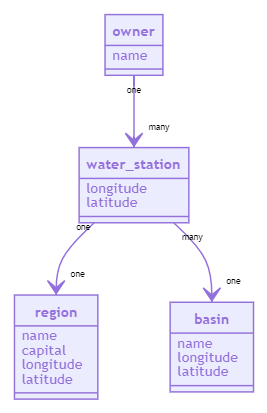 owner
name
one
many
water_station
longitude
latitude
one
many
one
one
region
name
capital
longitude
latitude
basin
name
longitude
latitude